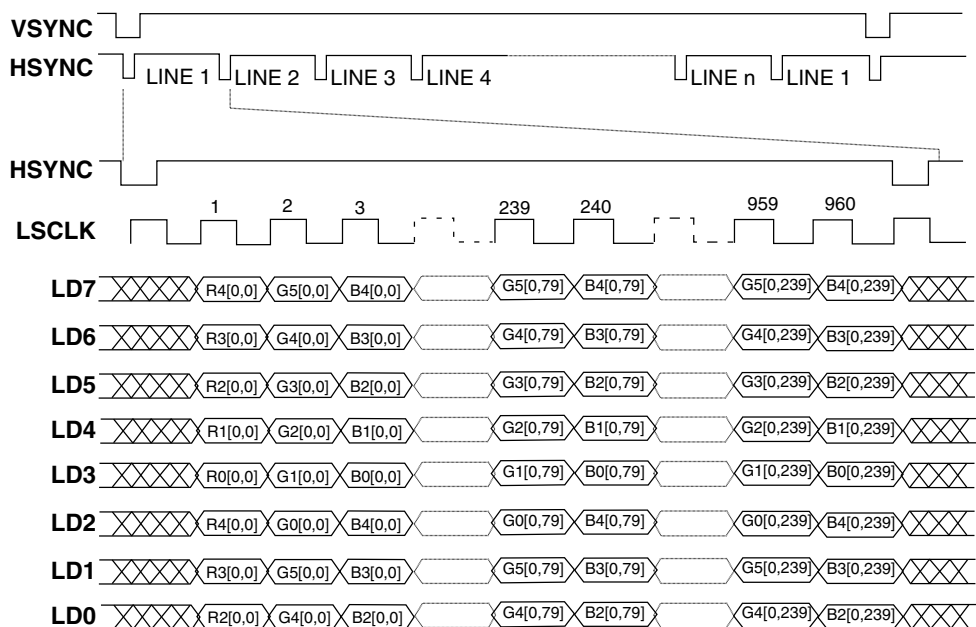 VSYNC
HSYNC LINE 1 LINE 2 LINE 3 LINE 4 LINE n LINE 1
HSYNC
1 2 3 239 240 959 960
LSCLK
LD7 R4[0,0] G5[0,0] B4[0,0] G5[0,79] B4[0,79] G5[0,239] B4[0,239]
LD6 R3[0,0] G4[0,0] B3[0,0] G4[0,79] B3[0,79] G4[0,239] B3[0,239]
LD5 R2[0,0] G3[0,0] B2[0,0] G3[0,79] B2[0,79] G3[0,239] B2[0,239]
LD4 R1[0,0] G2[0,0] B1[0,0] G2[0,79] B1[0,79] G2[0,239] B1[0,239]
LD3 R0[0,0] G1[0,0] B0[0,0] G1[0,79] B0[0,79] G1[0,239] B0[0,239]
LD2 R4[0,0] G0[0,0] B4[0,0] G0[0,79] B4[0,79] G0[0,239] B4[0,239]
LD1 R3[0,0] G5[0,0] B3[0,0] G5[0,79] B3[0,79] G5[0,239] B3[0,239]
LD0 R2[0,0] G4[0,0] B2[0,0] G4[0,79] B2[0,79] G4[0,239] B2[0,239]